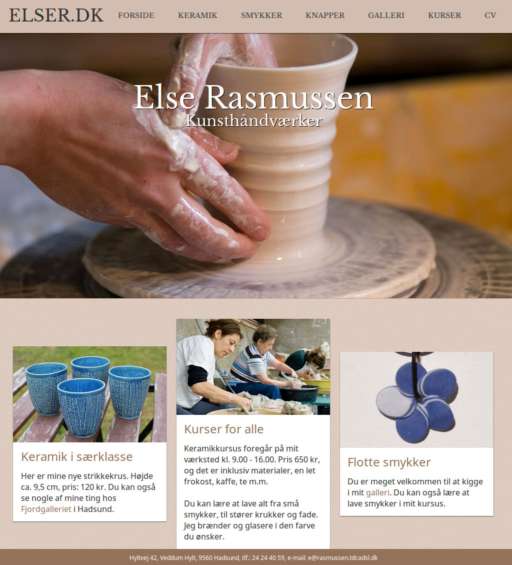 ELSER.DK
FORSIDE KERAMIK SMYKKER KNAPPER GALLERI KURSER CV
Else Rasmussen
Kunsthåndværker
Keramik i særklasse
Her er mine nye strikkekrus. Højde
ca. 9,5 cm, pris: 120 kr. Du kan også
se nogle af mine ting hos
Fjordgalleriet i Hadsund.
Kurser for alle
Keramikkursus foregår på mit
værksted kl. 9.00 - 16.00. Pris 650 kr,
og det er inklusiv materialer, en let
frokost, kaffe, te m.m.
Du kan lære at lave alt fra små
smykker, til større krukker og fade.
Jeg brænder og glasere i den farve
du ønsker.
Flotte smykker
Du er meget velkommen til at kigge
i mit galleri. Du kan også lære at
lave smykker i mit kursus.
Hyltvej 42, Veddum Hylt, 9560 Hadsund, tlf.: 24 24 40 59, e-mail: e@rasmussen.tdcadsl.dk